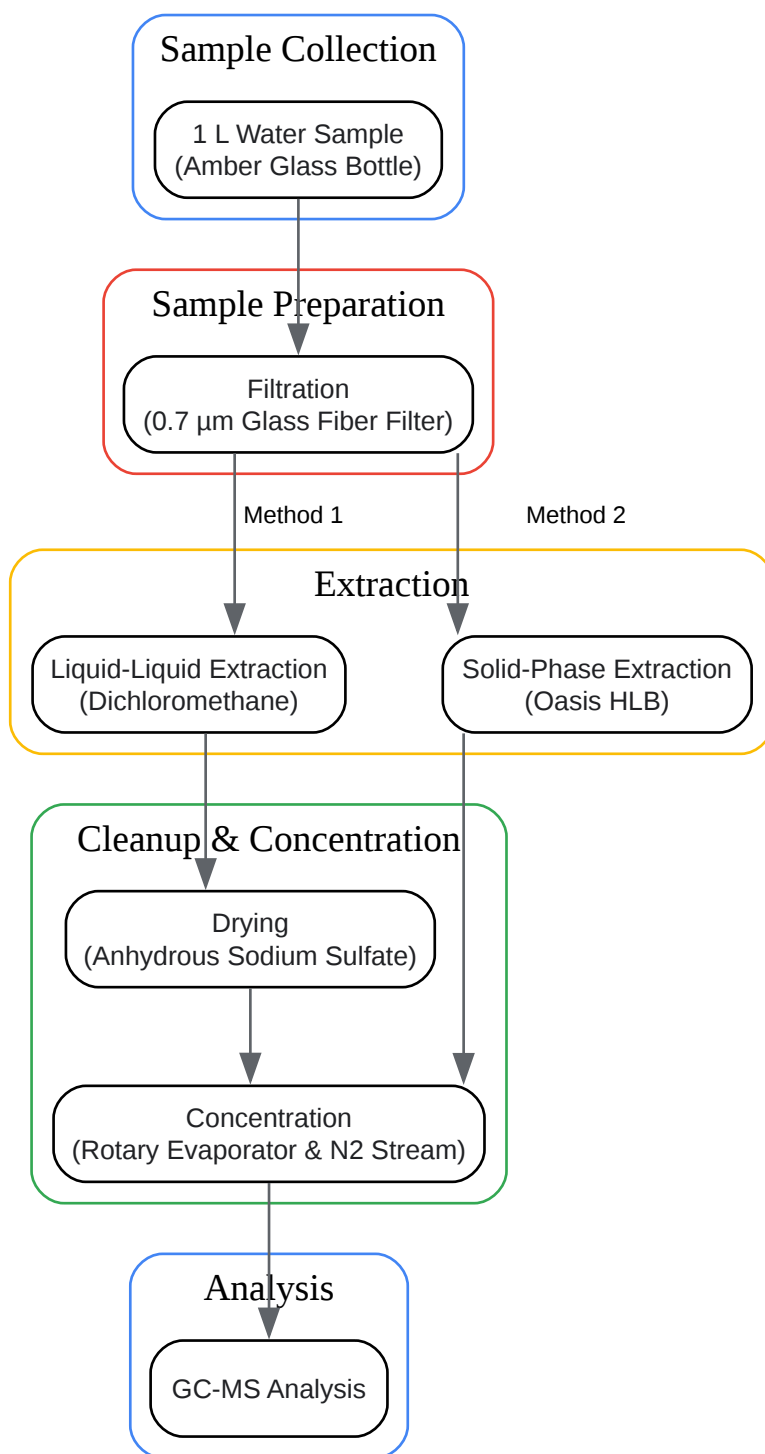 Sample Collection
1 L Water Sample
(Amber Glass Bottle)
Sample Preparation
Filtration
(0.7 µm Glass Fiber Filter)
Method 1
Method 2
Extraction
Liquid-Liquid Extraction
(Dichloromethane)
Solid-Phase Extraction
(Oasis HLB)
Cleanup & Concentration
Drying
(Anhydrous Sodium Sulfate)
Concentration
(Rotary Evaporator & N2 Stream)
Analysis
GC-MS Analysis